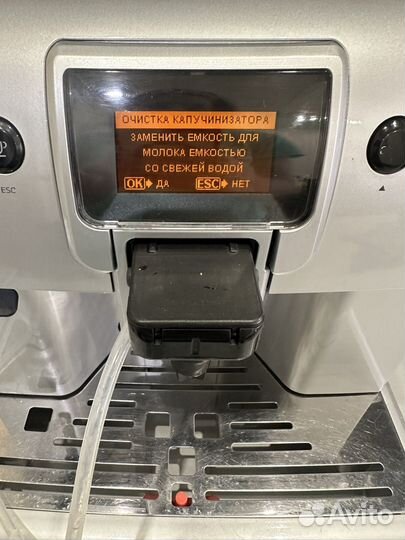 ОЧИСТКА КАПУЧИНИЗАТОРА
ЗАМЕНИТЬ ЕМКОСТЬ ДЛЯ
МОЛОКА ЕМКОСТЬЮ
СО СВЕЖЕЙ ВОДОЙ
OK ДА ESC НЕТ
ESC
Avito